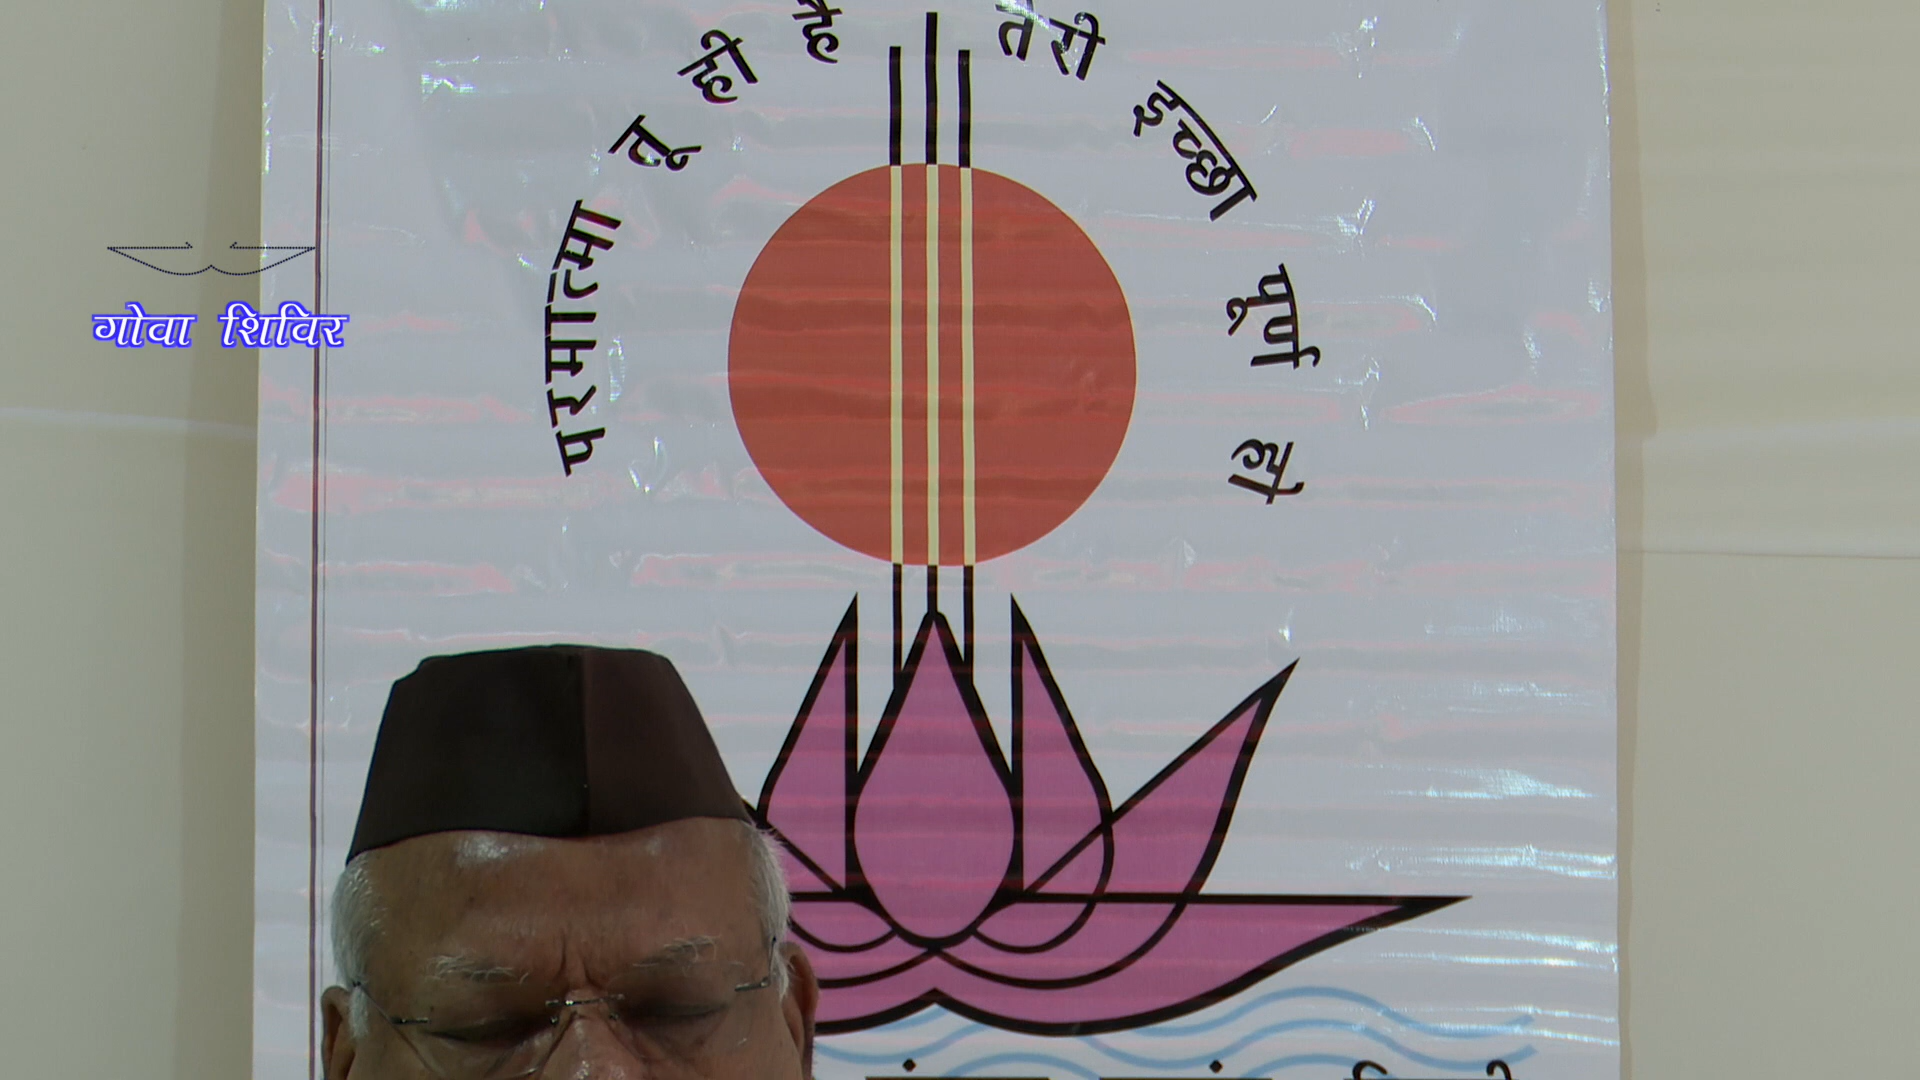 परमात्मा तू ही है तेरी इच्छा पूर्ण हो
गोवा शिविर